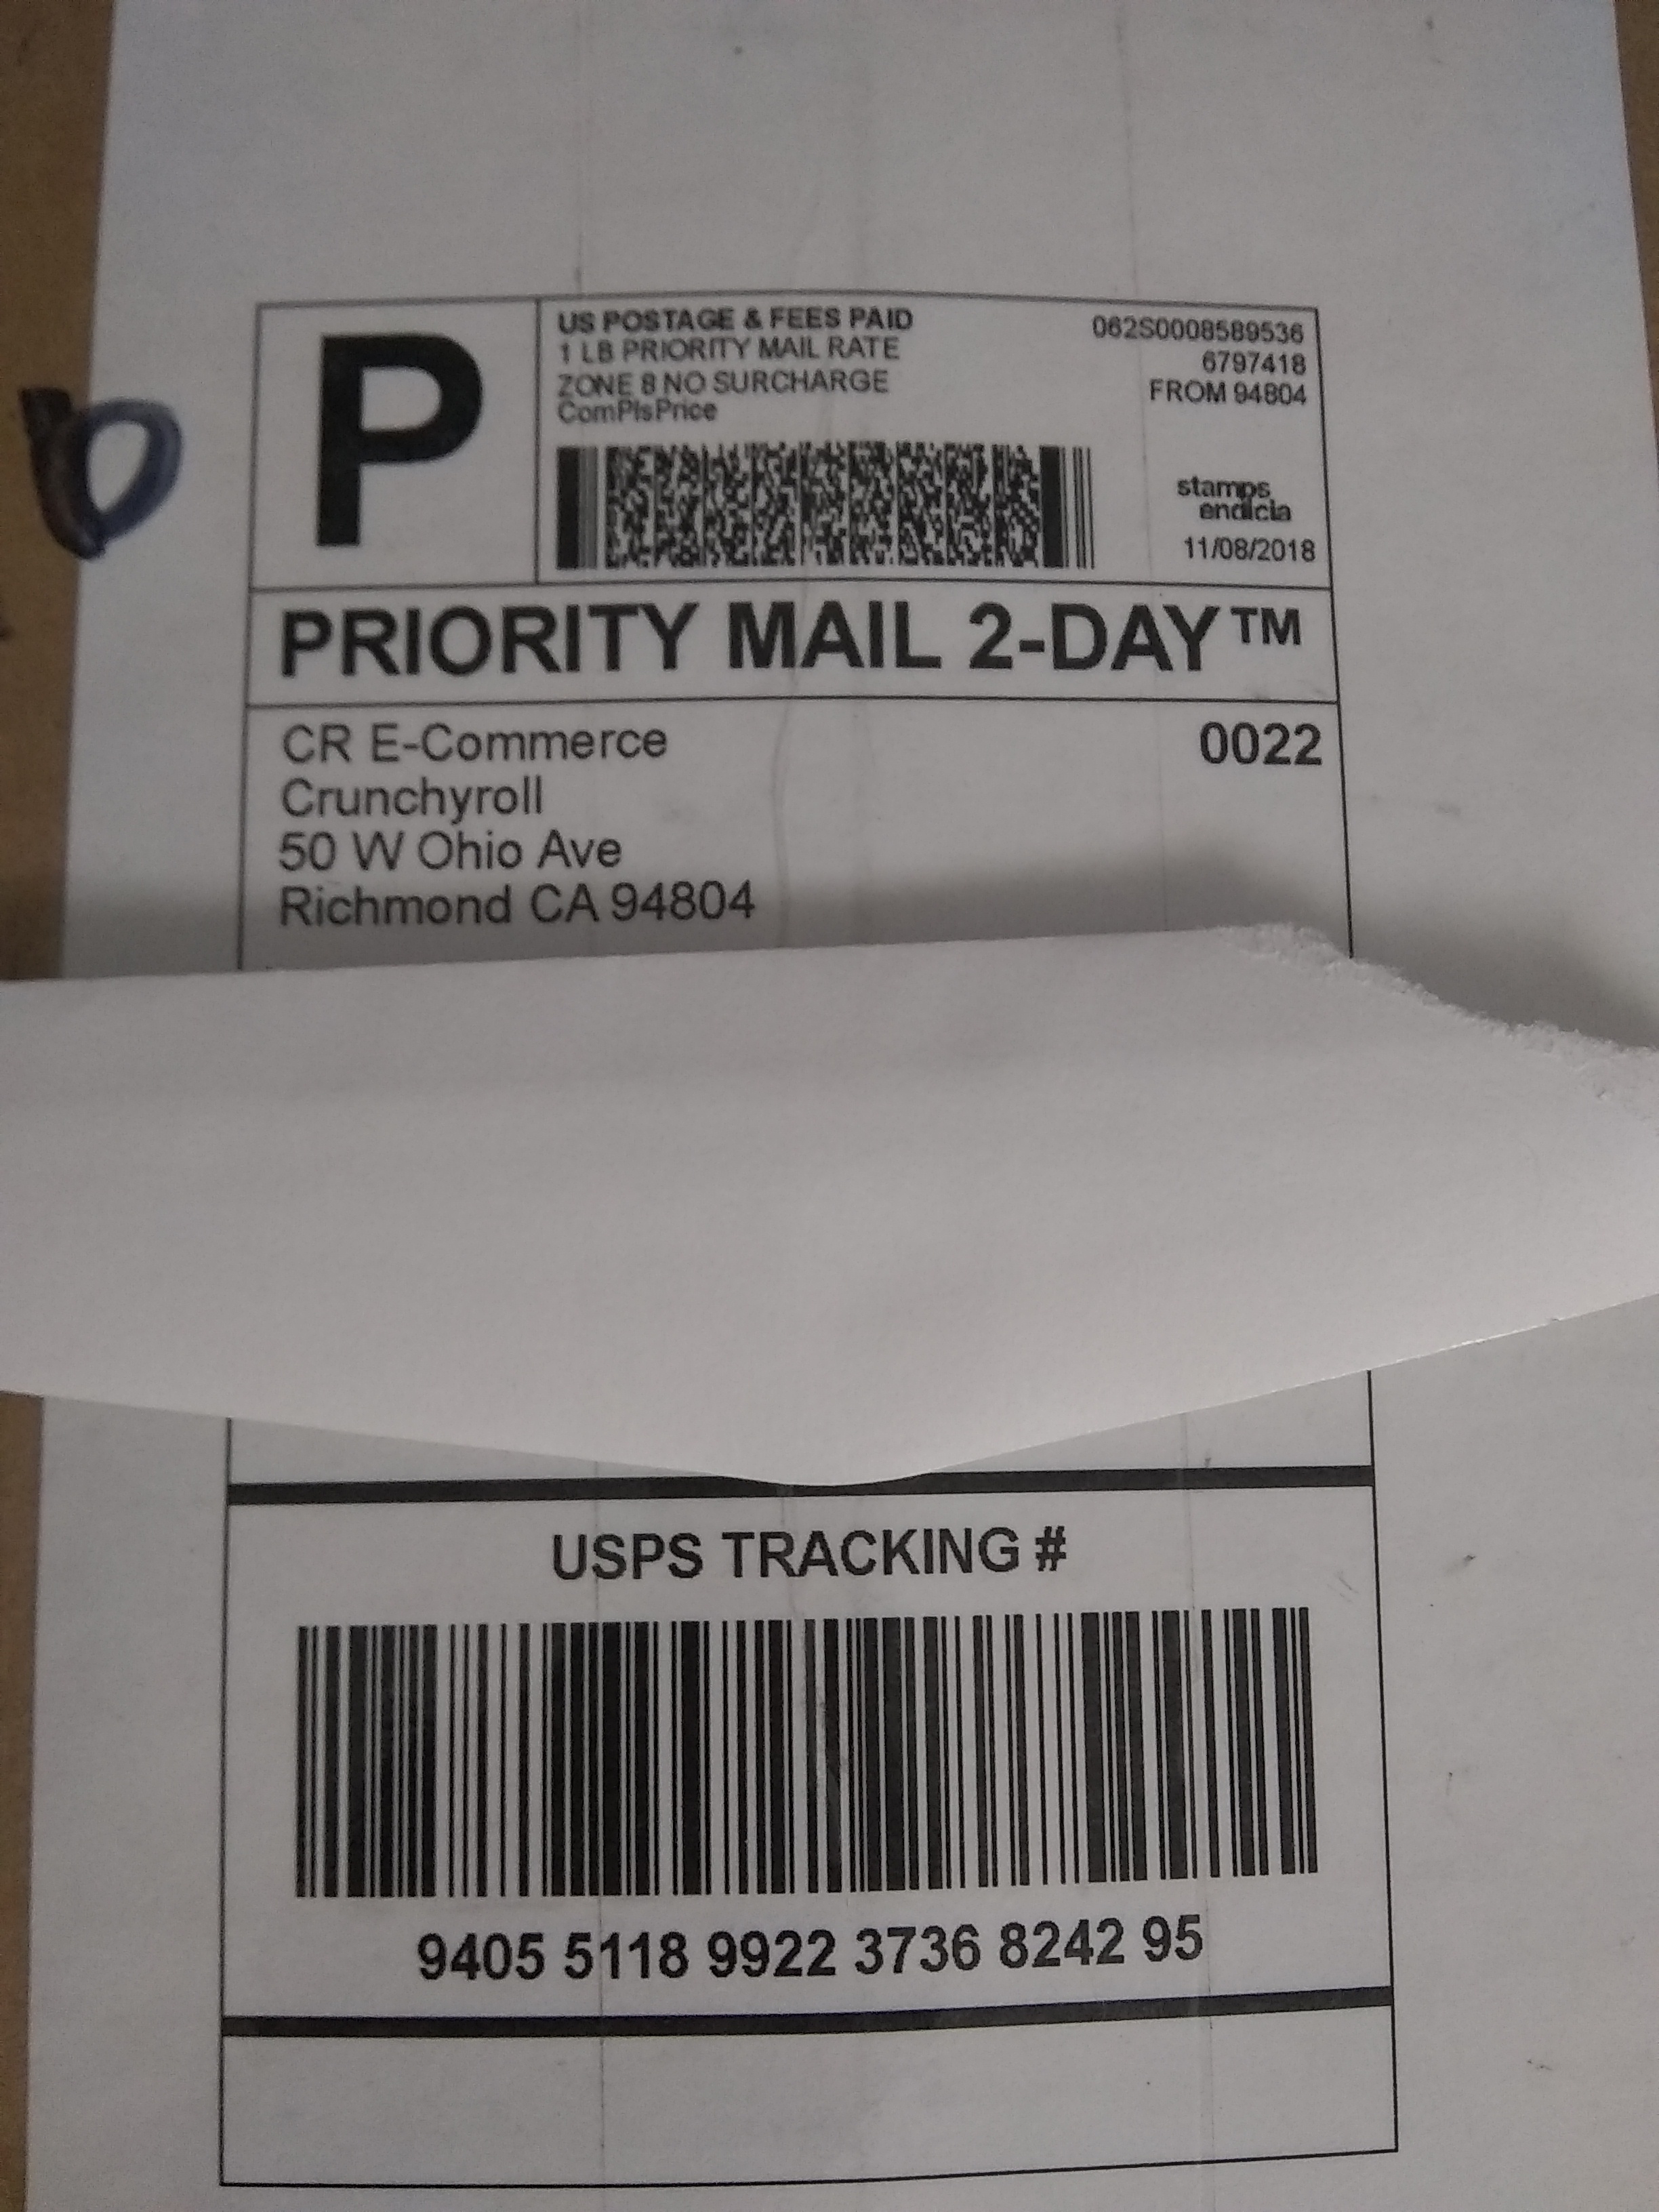 P
US POSTAGE & FEES PAID
1 LB PRIORITY MAIL RATE
ZONE 8 NO SURCHARGE
ComPlsPrice
062S0008589536
6797418
FROM 94804
stamps
endicia
11/08/2018
PRIORITY MAIL 2-DAY™
CR E-Commerce
Crunchyroll
50 W Ohio Ave
Richmond CA 94804
0022
USPS TRACKING #
9405 5118 9922 3736 8242 95